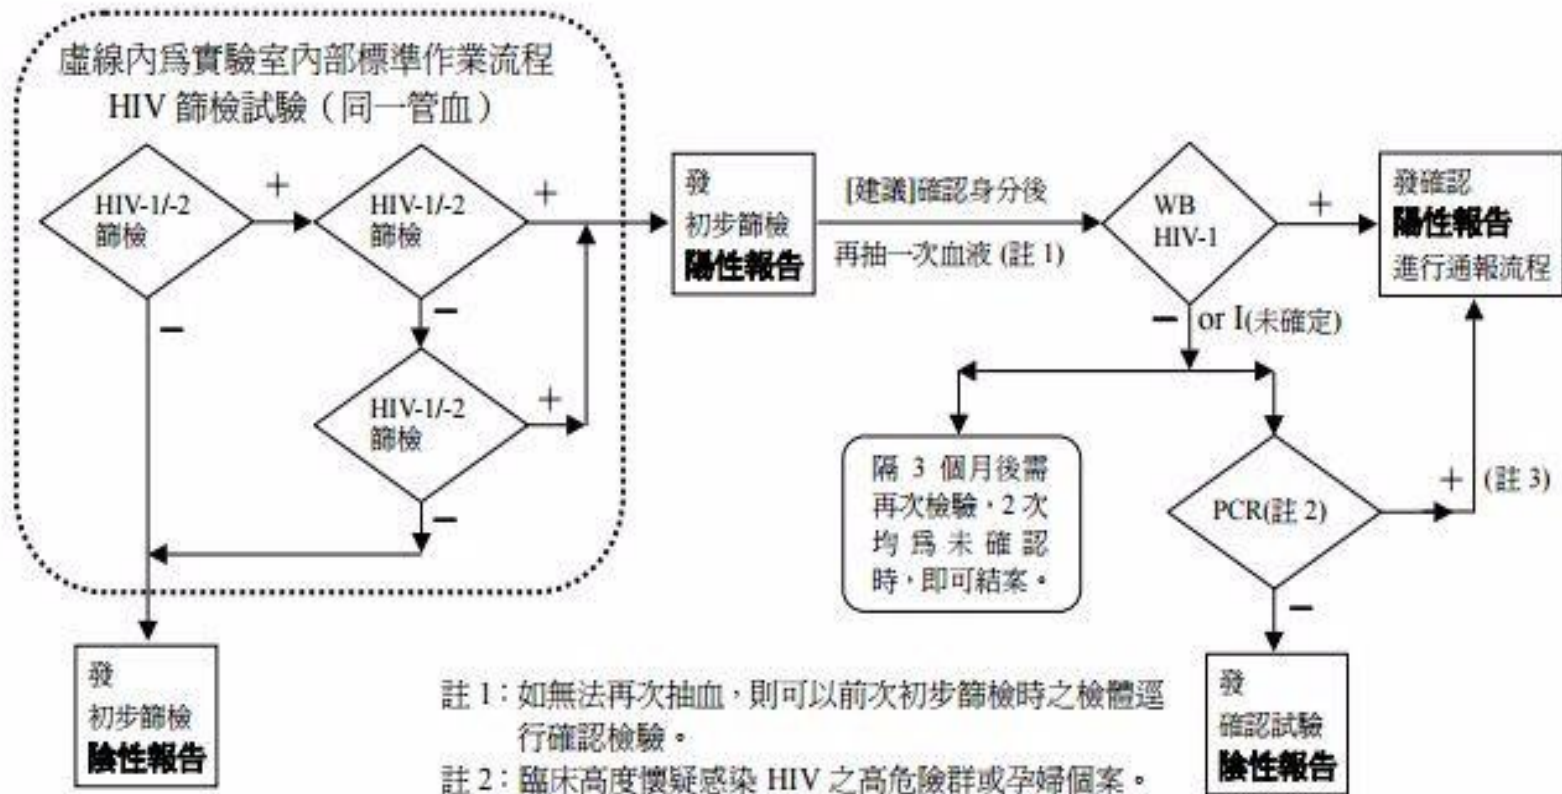 虛線內爲實驗室內部標準作業流程
HIV 篩檢試驗（同一管血）
HIV-1/-2
篩檢
+
HIV-1/-2
篩檢
+
發
初步篩檢
陽性報告
[建議]確認身分後
再抽一次血液 (註 1)
WB
HIV-1
+
發確認
陽性報告
進行通報流程
−
−
− or I(未確定)
HIV-1/-2
篩檢
+
−
隔 3 個月後需
再次檢驗，2 次
均爲未確認
時，即可結案。
PCR(註 2)
+ (註 3)
−
發
初步篩檢
陰性報告
發
確認試驗
陰性報告
註 1：如無法再次抽血，則可以前次初步篩檢時之檢體逕
行確認檢驗。
註 2：臨床高度懷疑感染 HIV 之高危險群或孕婦個案。